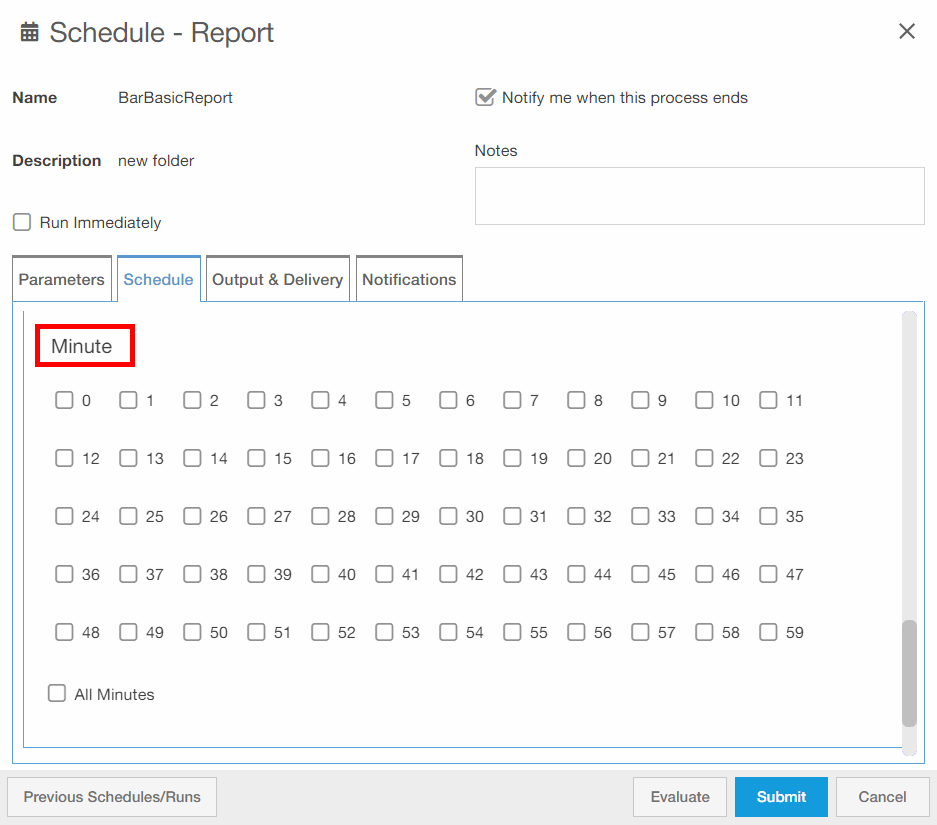 Schedule - Report
Name BarBasicReport
Notify me when this process ends
Description new folder
Notes
Run Immediately
Parameters Schedule Output & Delivery Notifications
Minute
0 1 2 3 4 5 6 7 8 9 10 11
12 13 14 15 16 17 18 19 20 21 22 23
24 25 26 27 28 29 30 31 32 33 34 35
36 37 38 39 40 41 42 43 44 45 46 47
48 49 50 51 52 53 54 55 56 57 58 59
All Minutes
Previous Schedules/Runs Evaluate Submit Cancel